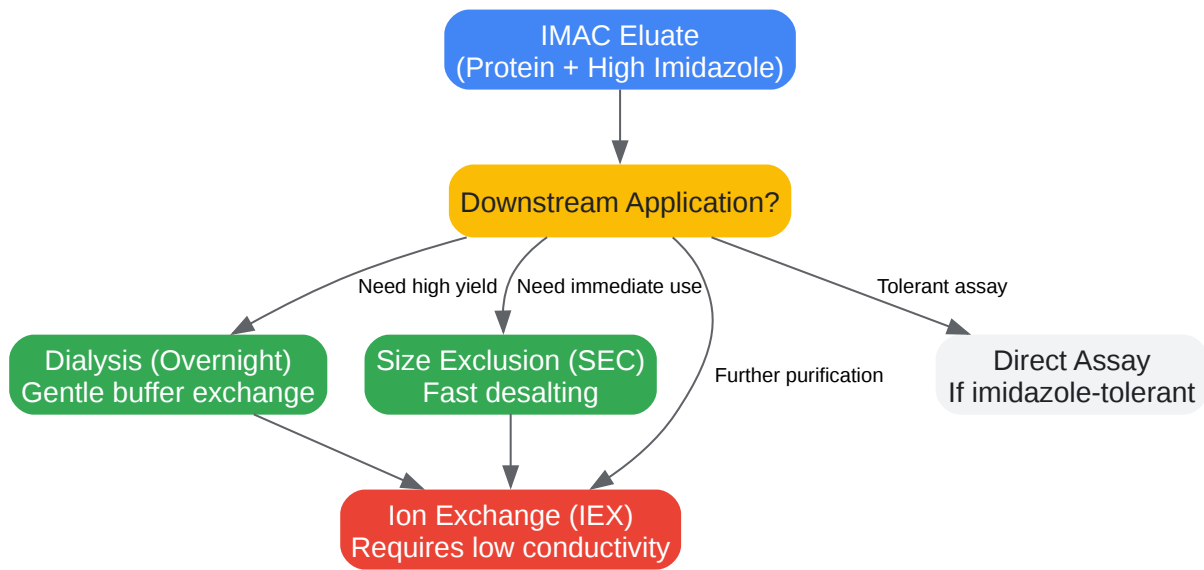 IMAC Eluate
(Protein + High Imidazole)
Downstream Application?
Need high yield
Need immediate use
Tolerant assay
Dialysis (Overnight)
Gentle buffer exchange
Size Exclusion (SEC)
Fast desalting
Further purification
Direct Assay
If imidazole-tolerant
Ion Exchange (IEX)
Requires low conductivity